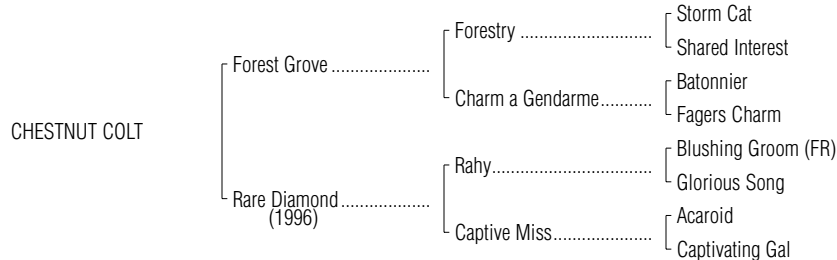 Storm Cat
Forestry ..........................
Shared Interest
Forest Grove ....................
Batonnier
Charm a Gendarme...........
Fagers Charm
CHESTNUT COLT
Blushing Groom (FR)
Rahy................................
Glorious Song
Rare Diamond.................
(1996)
Acaroid
Captive Miss....................
Captivating Gal